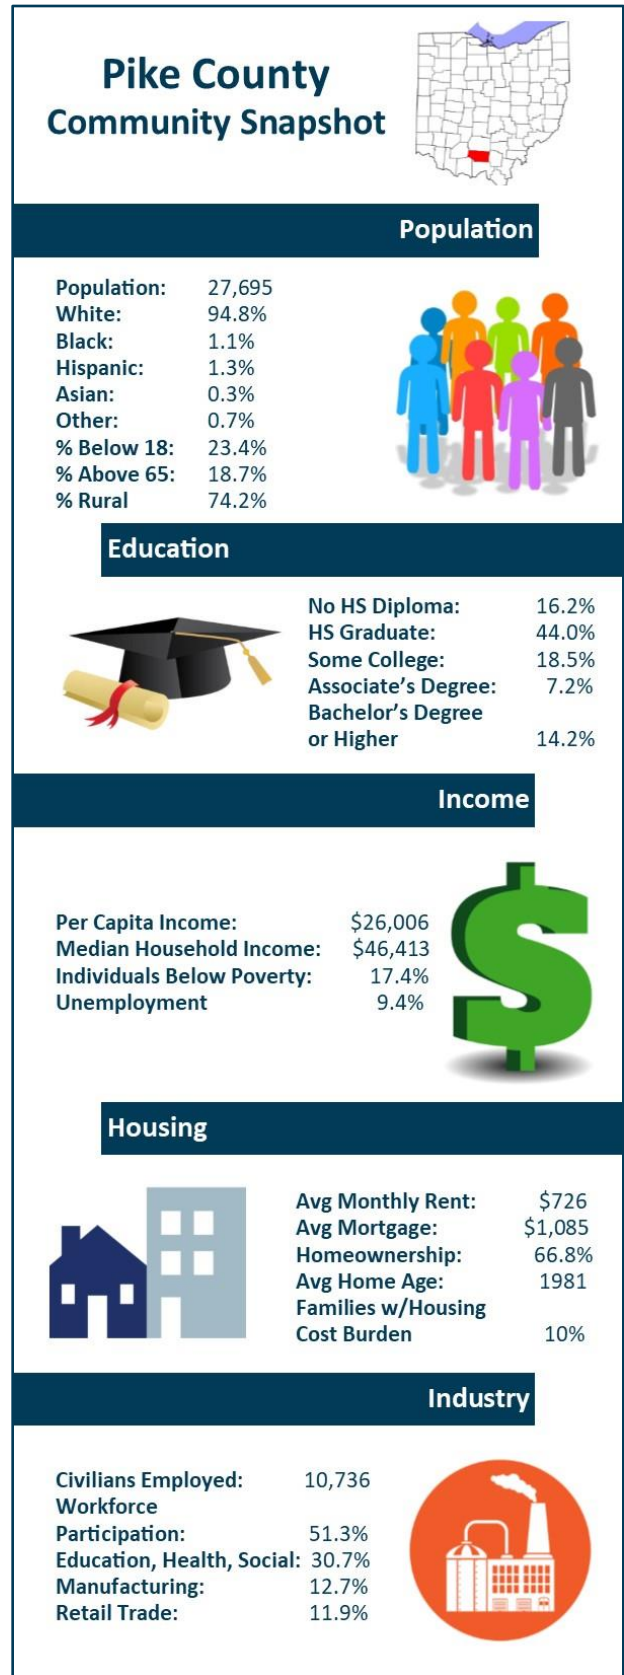 Pike County
Community Snapshot
Population
Population: 27,695
White: 94.8%
Black: 1.1%
Hispanic: 1.3%
Asian: 0.3%
Other: 0.7%
% Below 18: 23.4%
% Above 65: 18.7%
% Rural 74.2%
Education
No HS Diploma: 16.2%
HS Graduate: 44.0%
Some College: 18.5%
Associate’s Degree: 7.2%
Bachelor’s Degree
or Higher 14.2%
Income
Per Capita Income: $26,006
Median Household Income: $46,413
Individuals Below Poverty: 17.4%
Unemployment 9.4%
Housing
Avg Monthly Rent: $726
Avg Mortgage: $1,085
Homeownership: 66.8%
Avg Home Age: 1981
Families w/Housing
Cost Burden 10%
Industry
Civilians Employed: 10,736
Workforce
Participation: 51.3%
Education, Health, Social: 30.7%
Manufacturing: 12.7%
Retail Trade: 11.9%